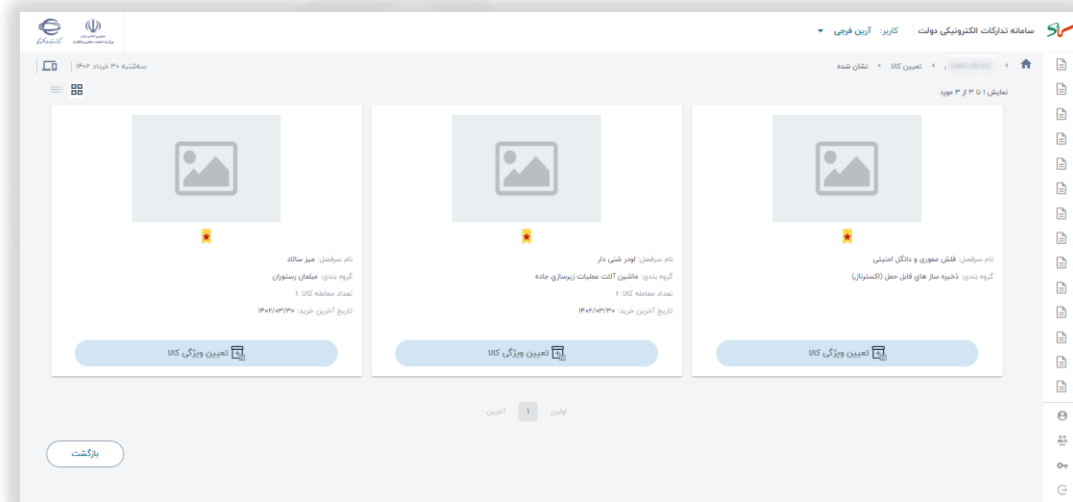 سامانه تدارکات الکترونیکی دولت کاربر: آرین فرجی
تعیین کالا › نشان شده
سه‌شنبه ۳۰ خرداد ۱۴۰۲
نمایش ۱ تا ۳ از ۳ مورد
نام سرفصل: فلش مموری و دانگل امنیتی
گروه بندی: ذخیره ساز های قابل حمل (اکسترنال)
تعیین ویژگی کالا
نام سرفصل: لودر شنی دار
گروه بندی: ماشین آلات عملیات زیرسازی جاده
تعداد معامله کالا: ۱
تاریخ آخرین خرید: ۱۴۰۲/۰۳/۳۰
تعیین ویژگی کالا
نام سرفصل: میز سالاد
گروه بندی: مبلمان رستوران
تعداد معامله کالا: ۱
تاریخ آخرین خرید: ۱۴۰۲/۰۳/۳۰
تعیین ویژگی کالا
اولین ۱ آخرین
بازگشت